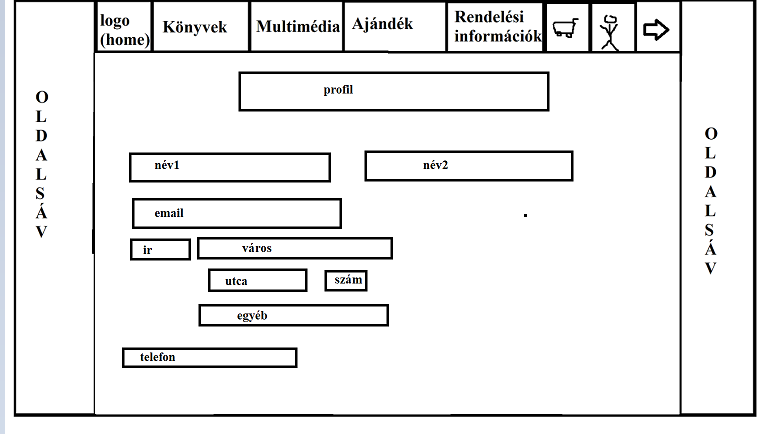 logo
(home)
Könyvek
Multimédia
Ajándék
Rendelési
információk
OLDALSÁV
profil
név1
név2
email
ir
város
utca
szám
egyéb
telefon
OLDALSÁV